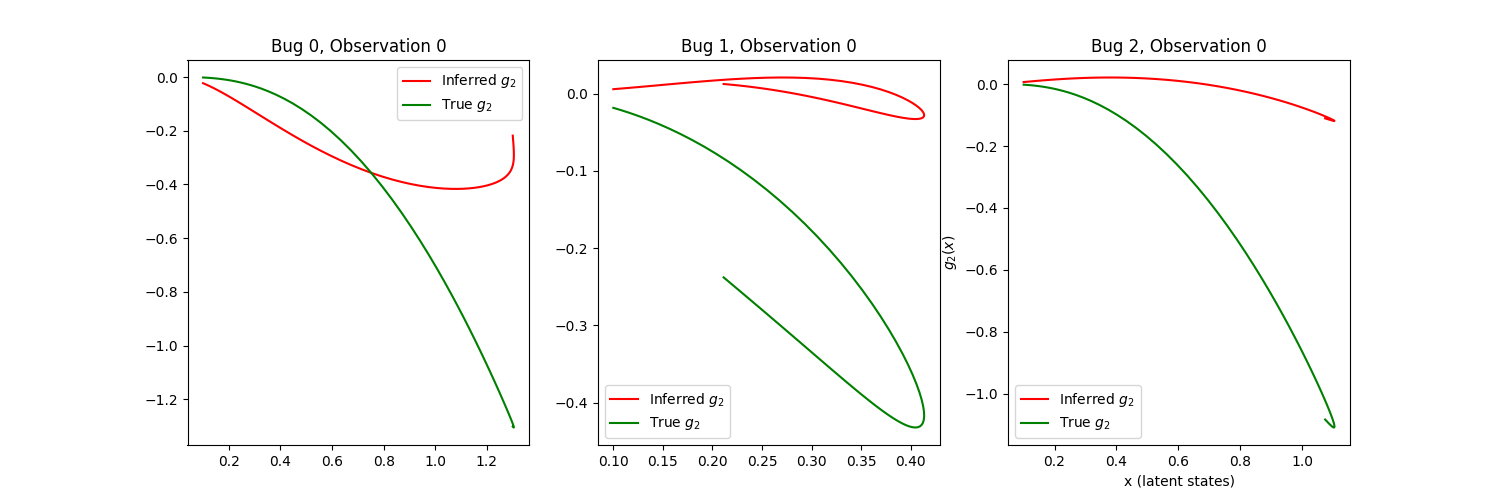 Bug 0, Observation 0
Inferred g₂
True g₂
0.0
−0.2
−0.4
−0.6
−0.8
−1.0
−1.2
0.2 0.4 0.6 0.8 1.0 1.2
Bug 1, Observation 0
0.0
−0.1
−0.2
−0.3
−0.4
Inferred g₂
True g₂
0.10 0.15 0.20 0.25 0.30 0.35 0.40
Bug 2, Observation 0
g₂(x)
0.0
−0.2
−0.4
−0.6
−0.8
−1.0
Inferred g₂
True g₂
0.2 0.4 0.6 0.8 1.0
x (latent states)